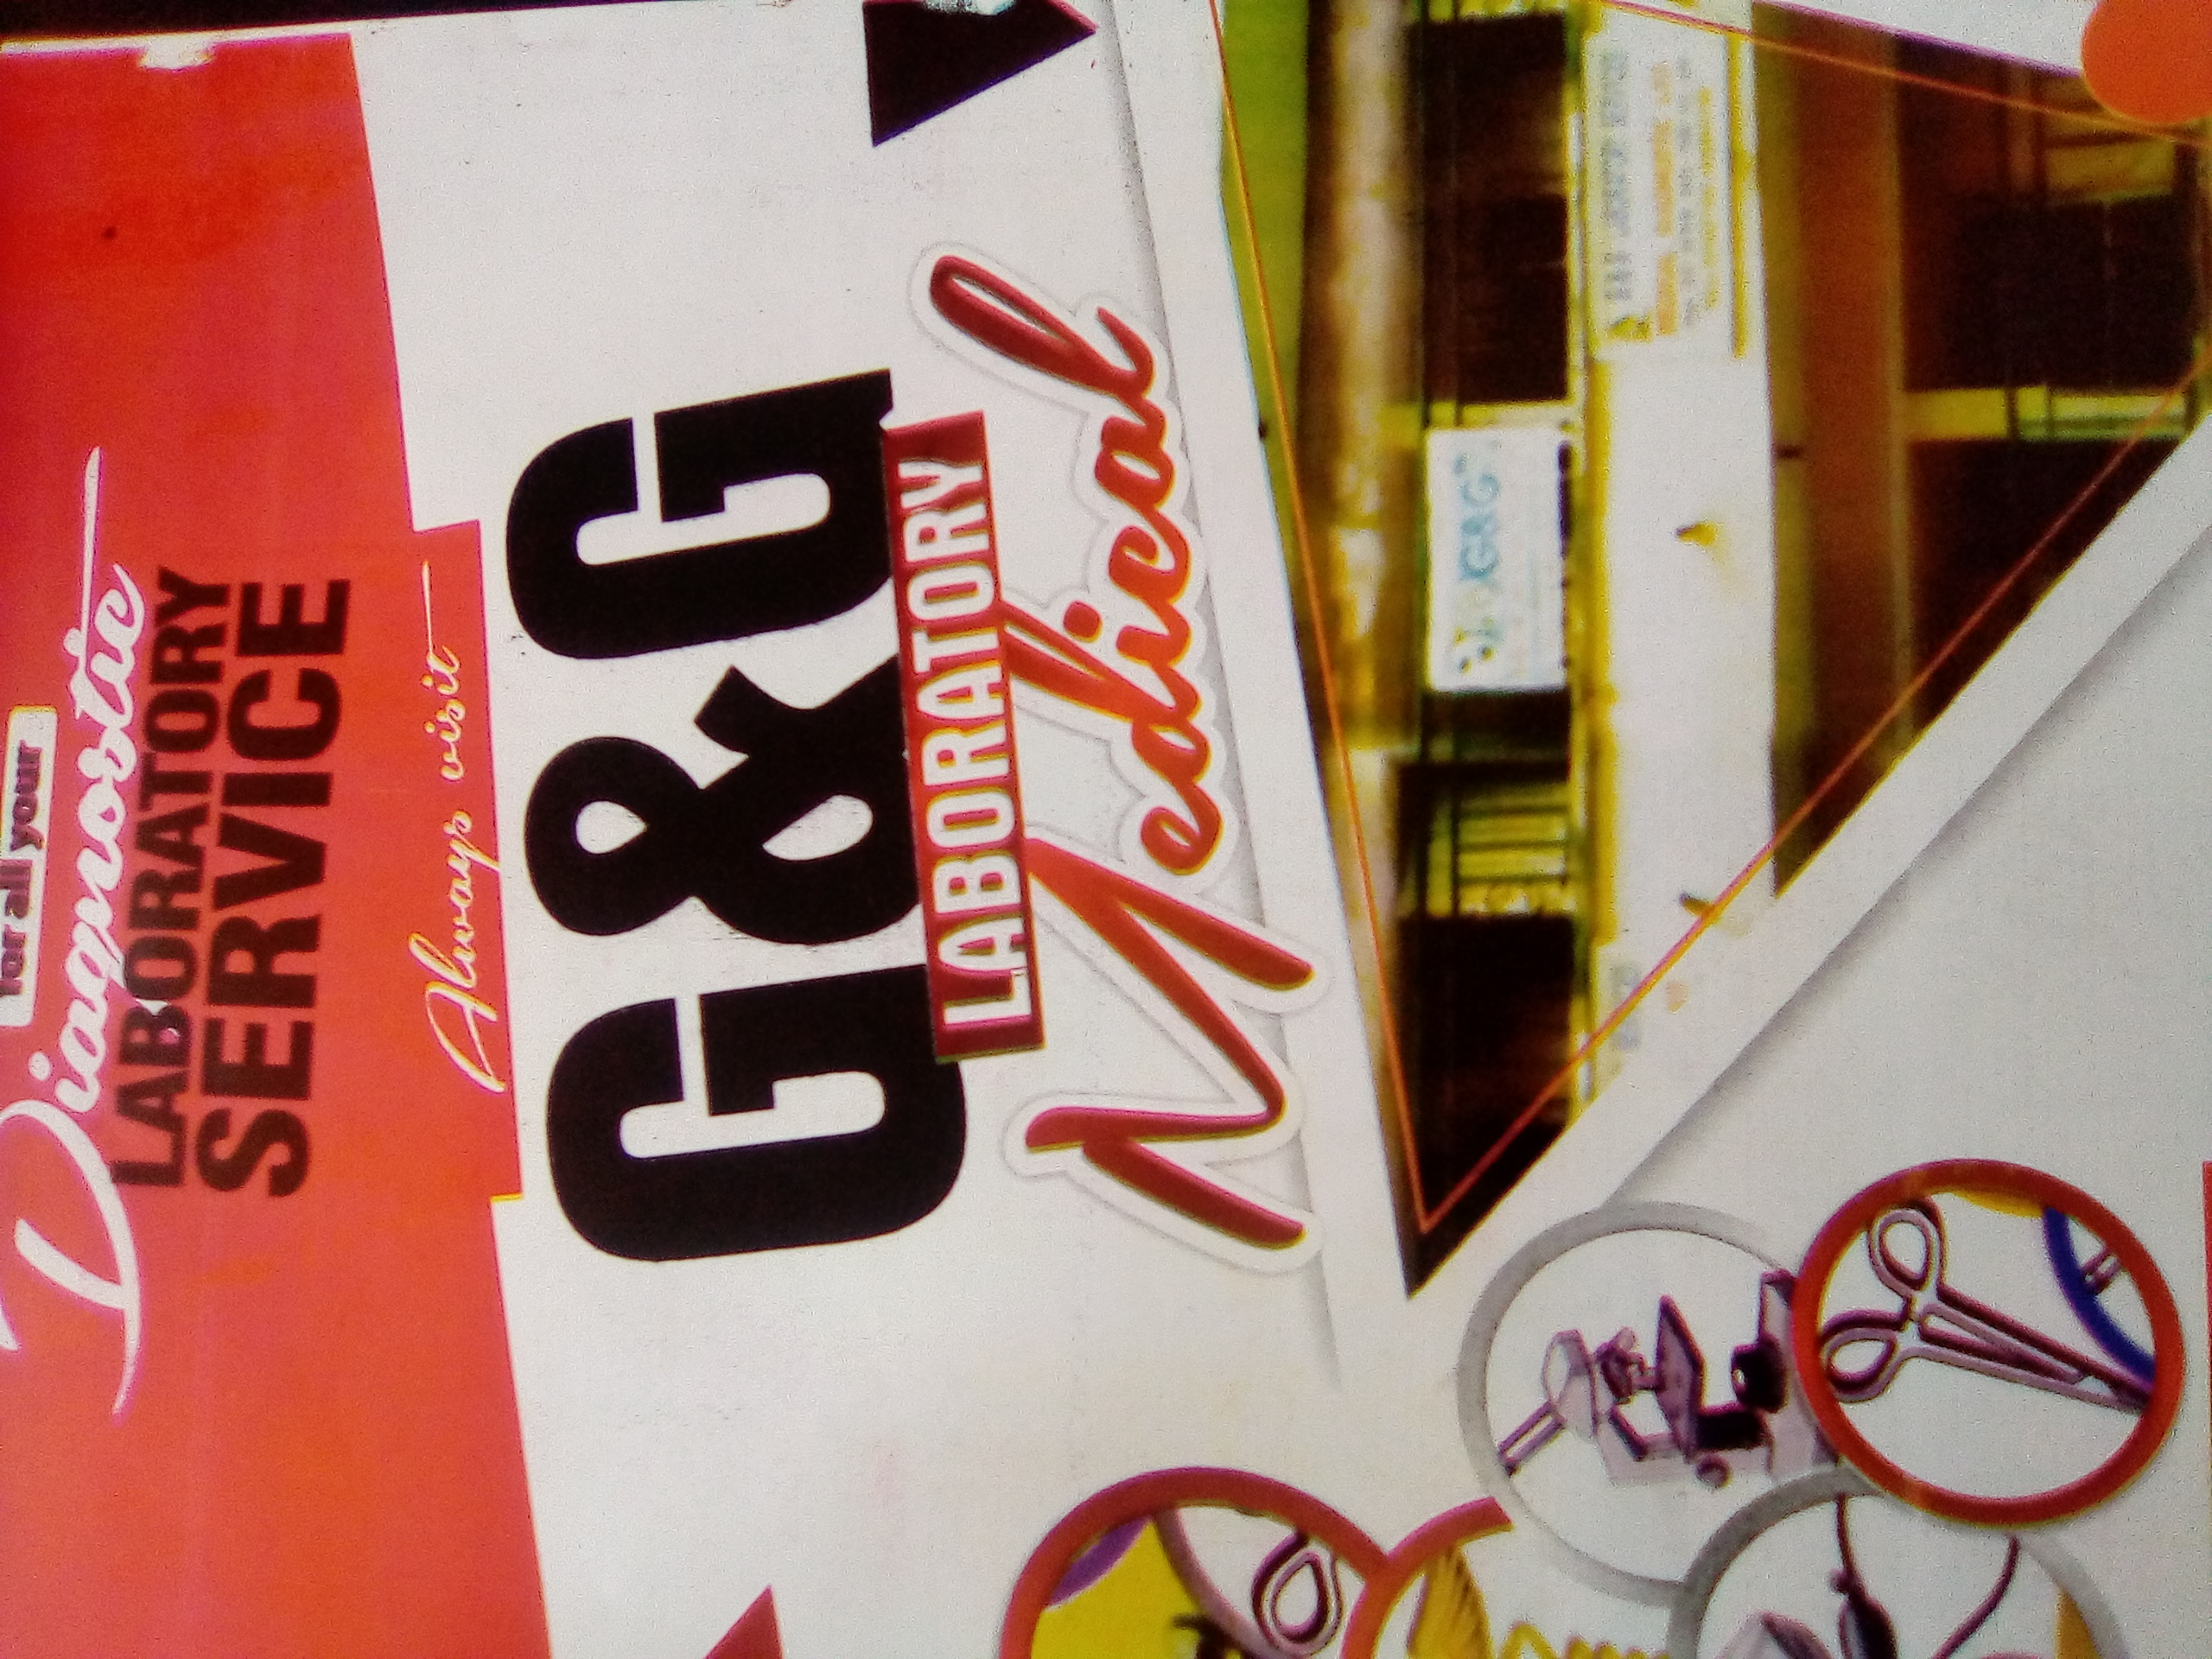 for all your
Diagnostic
LABORATORY
SERVICE
Always visit
G&G
LABORATORY
Medical
G&G